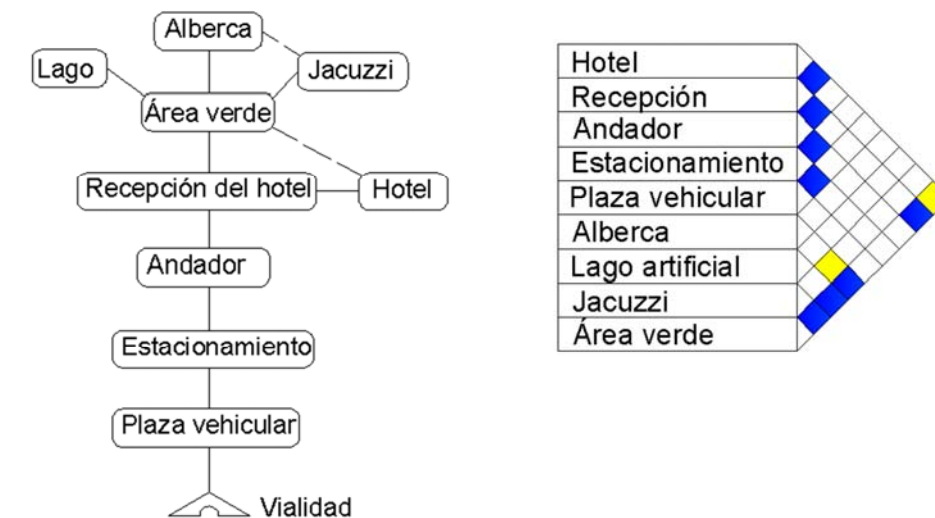 Alberca
Lago
Jacuzzi
Área verde
Recepción del hotel
Hotel
Andador
Estacionamiento
Plaza vehicular
Vialidad
Hotel
Recepción
Andador
Estacionamiento
Plaza vehicular
Alberca
Lago artificial
Jacuzzi
Área verde